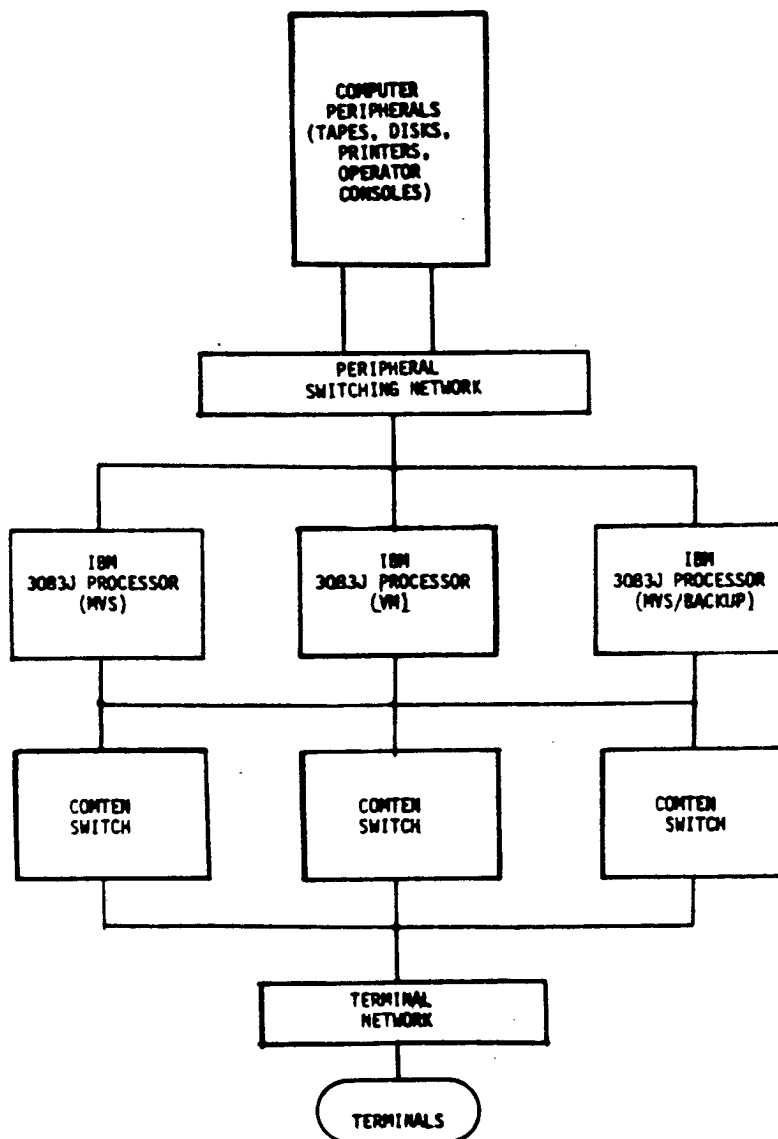 COMPUTER
PERIPHERALS
(TAPES, DISKS,
PRINTERS,
OPERATOR
CONSOLES)
PERIPHERAL
SWITCHING NETWORK
IBM
3083J PROCESSOR
(MVS)
IBM
3083J PROCESSOR
(VM)
IBM
3083J PROCESSOR
(MVS/BACKUP)
COMTEN
SWITCH
COMTEN
SWITCH
COMTEN
SWITCH
TERMINAL
NETWORK
TERMINALS